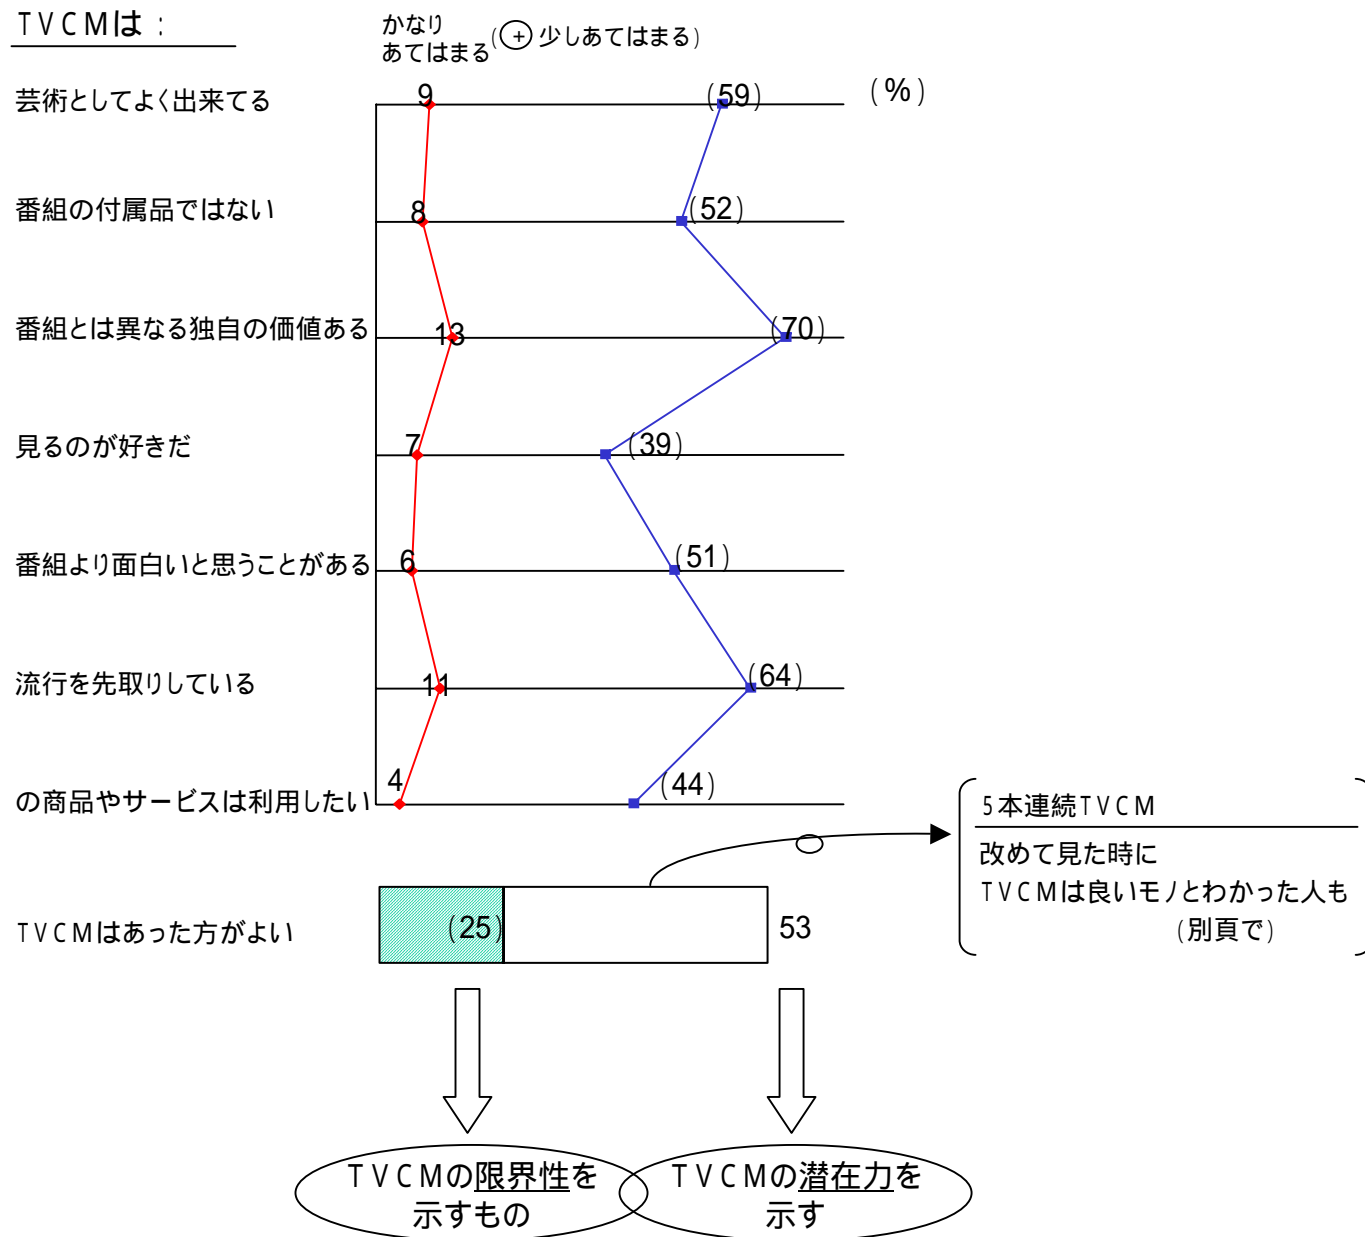 TVCMは：
かなり
あてはまる(＋少しあてはまる)
(％)
芸術としてよく出来てる 9 (59)
番組の付属品ではない 8 (52)
番組とは異なる独自の価値ある 13 (70)
見るのが好きだ 7 (39)
番組より面白いと思うことがある 6 (51)
流行を先取りしている 11 (64)
の商品やサービスは利用したい 4 (44)
5本連続TVCM
改めて見た時に
TVCMは良いモノとわかった人も
(別頁で)
TVCMはあった方がよい (25) 53
TVCMの限界性を
示すもの
TVCMの潜在力を
示す